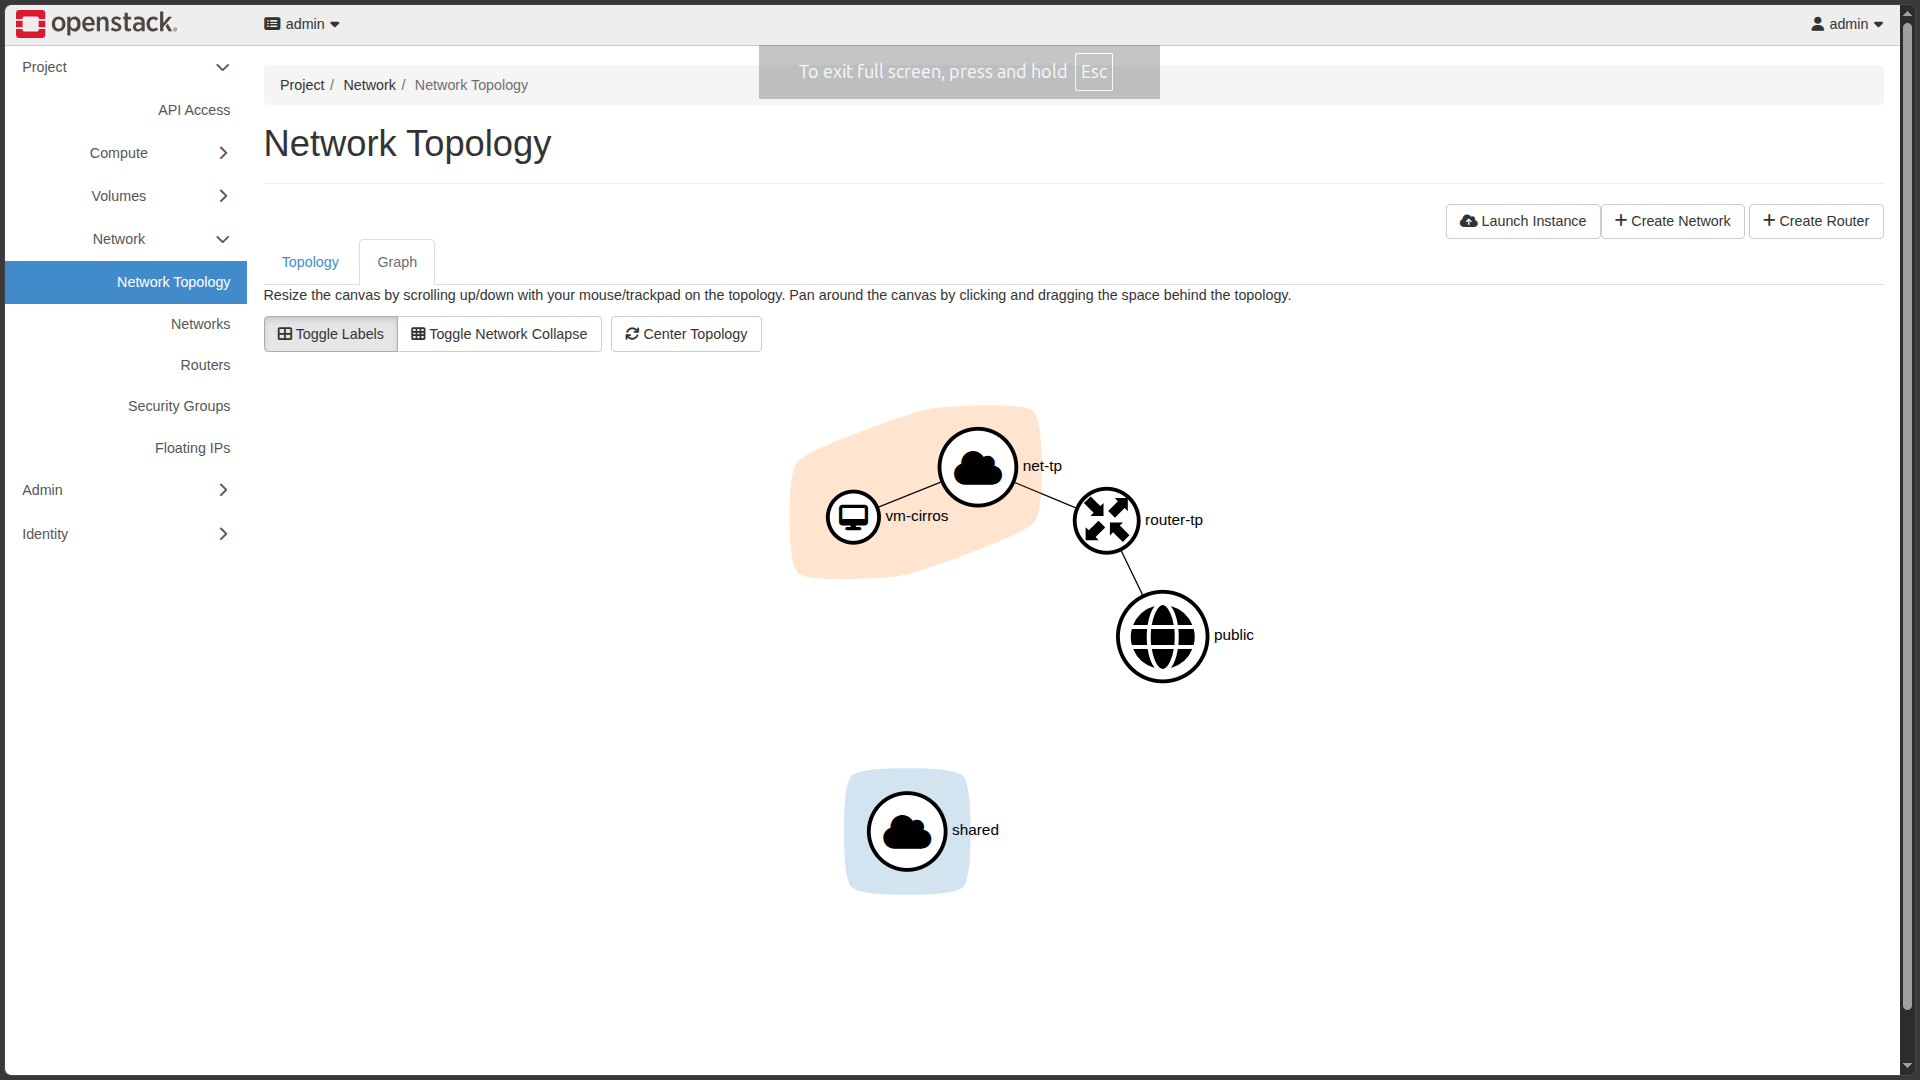 openstack.
admin
admin
Project
To exit full screen, press and hold Esc
Project / Network / Network Topology
API Access
Network Topology
Compute
Volumes
Launch Instance
Create Network
Create Router
Network
Topology
Graph
Network Topology
Resize the canvas by scrolling up/down with your mouse/trackpad on the topology. Pan around the canvas by clicking and dragging the space behind the topology.
Networks
Toggle Labels
Toggle Network Collapse
Center Topology
Routers
Security Groups
Floating IPs
Admin
Identity
net-tp
vm-cirros
router-tp
public
shared